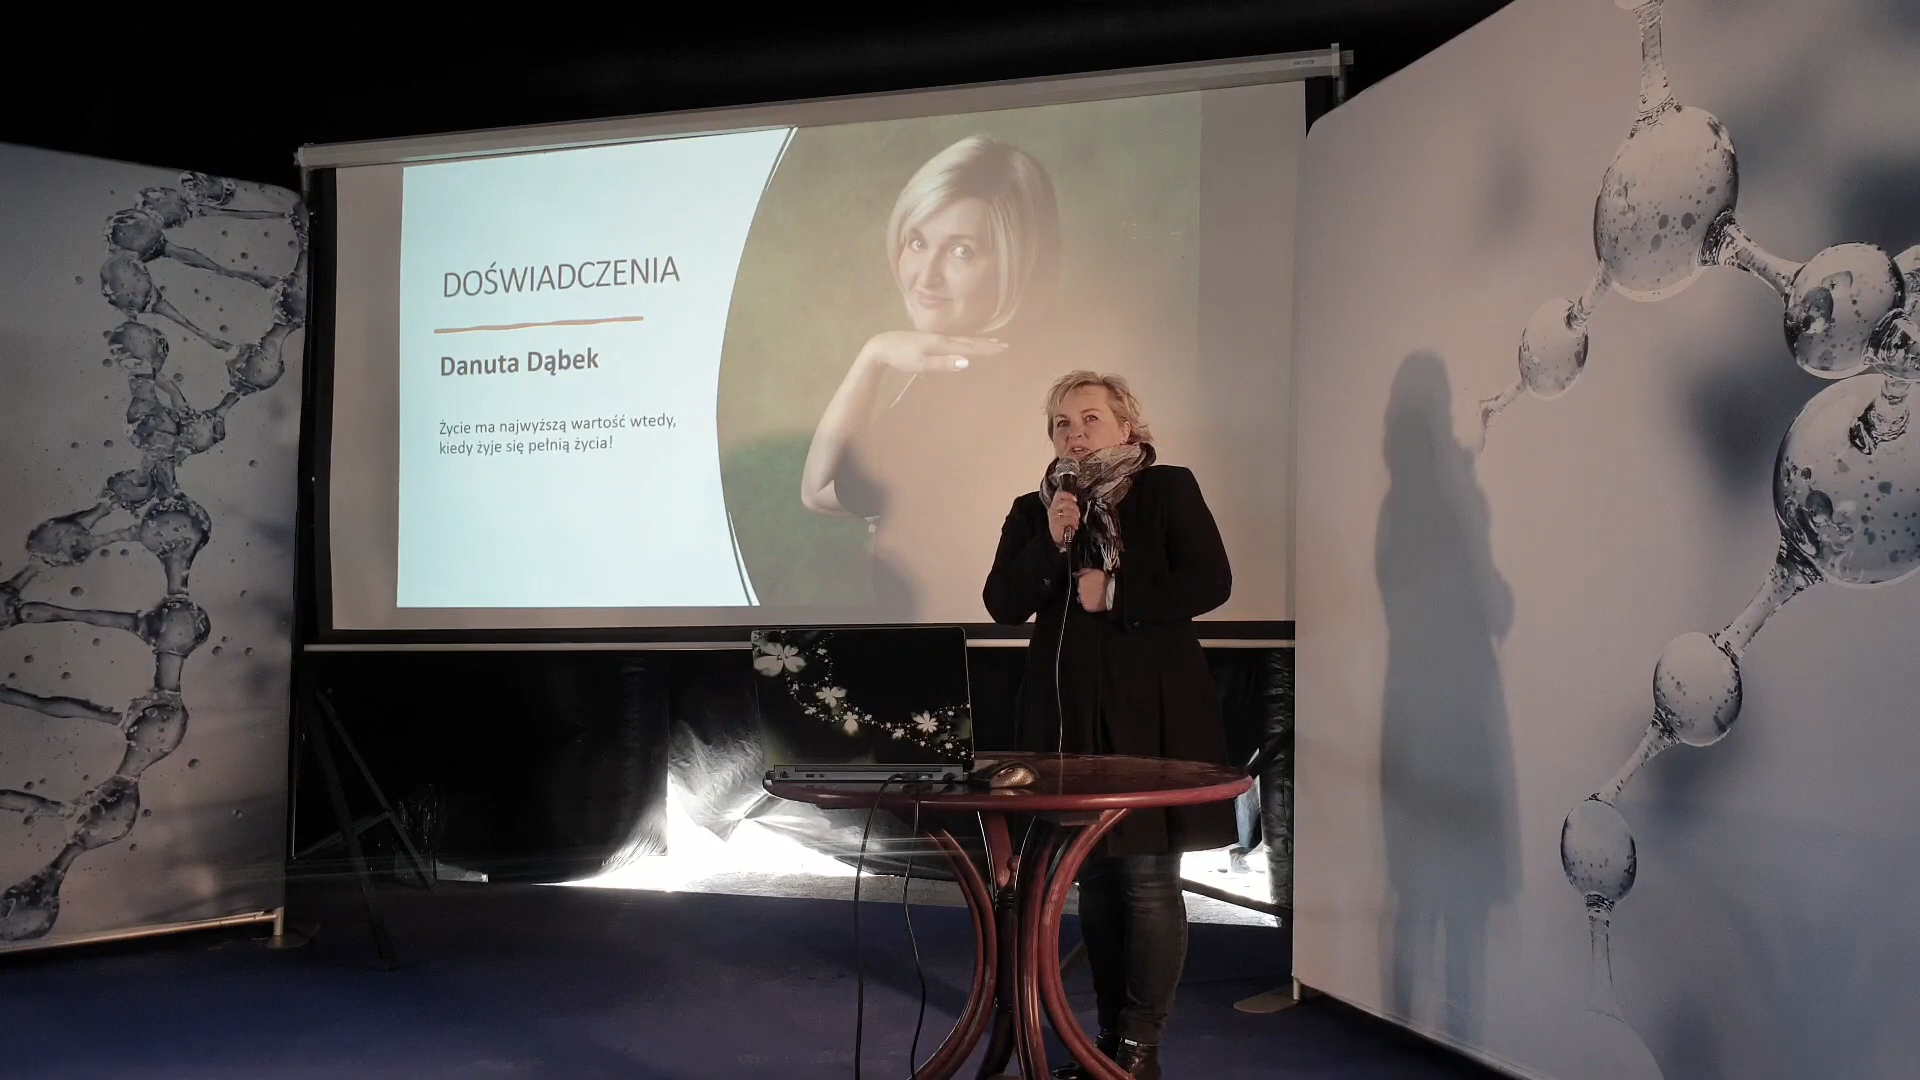 DOŚWIADCZENIA
Danuta Dąbek
Życie ma najwyższą wartość wtedy,
kiedy żyje się pełnią życia!